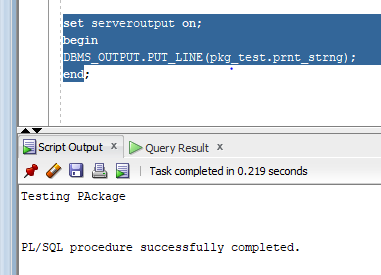 set serveroutput on;
begin
DBMS_OUTPUT.PUT_LINE(pkg_test.prnt_strng);
end;
Script Output x Query Result x
Task completed in 0.219 seconds
Testing PAckage
PL/SQL procedure successfully completed.